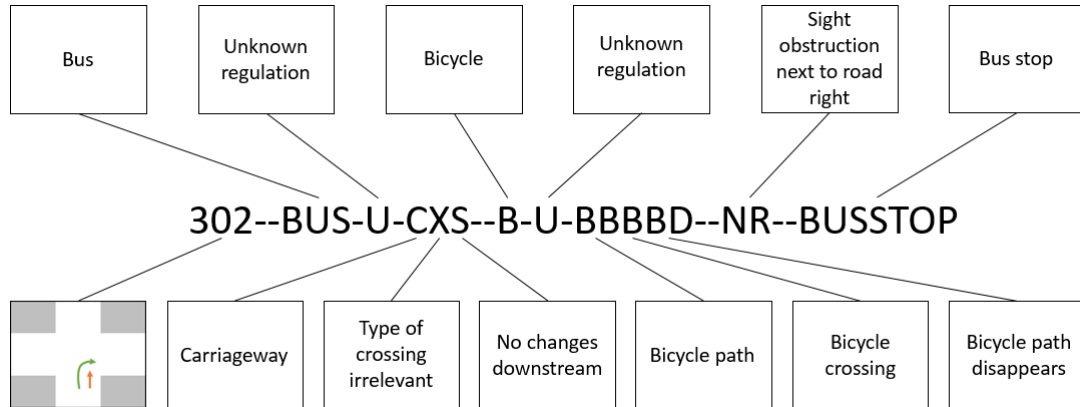 Bus
Unknown
regulation
Bicycle
Unknown
regulation
Sight
obstruction
next to road
right
Bus stop
302--BUS-U-CXS--B-U-BBBBD--NR--BUSSTOP
Carriageway
Type of
crossing
irrelevant
No changes
downstream
Bicycle path
Bicycle
crossing
Bicycle path
disappears